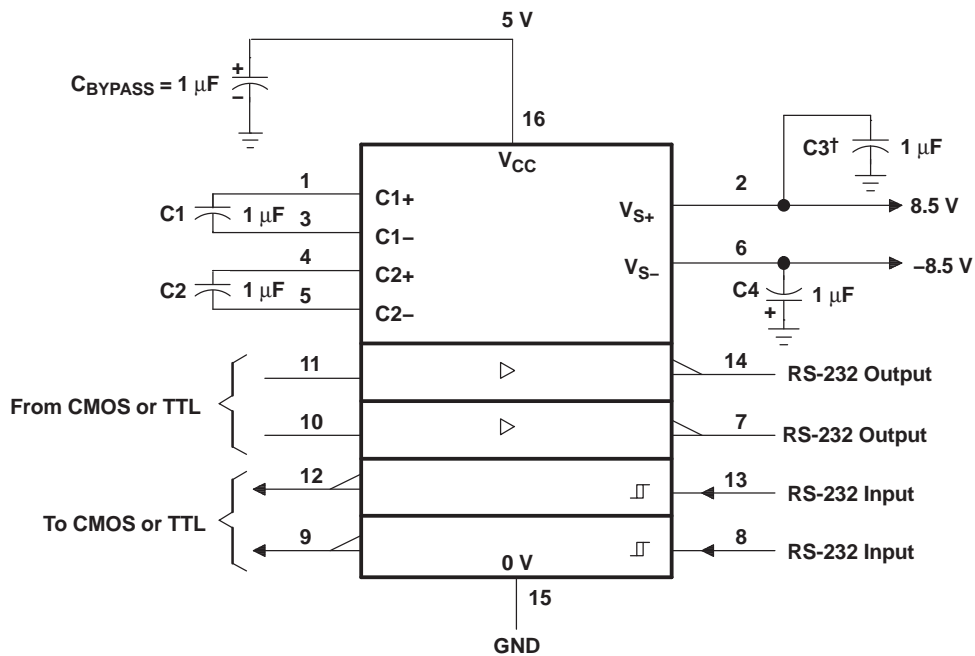 5 V
+
CBYPASS = 1 μF
–
16
VCC
C3†
1 μF
1
C1+
C1
1 μF
3
C1–
2
VS+
8.5 V
4
C2+
C2
1 μF
5
C2–
6
VS–
–8.5 V
C4
1 μF
+
11
14
RS-232 Output
From CMOS or TTL
10
7
RS-232 Output
12
13
RS-232 Input
To CMOS or TTL
9
8
RS-232 Input
0 V
15
GND